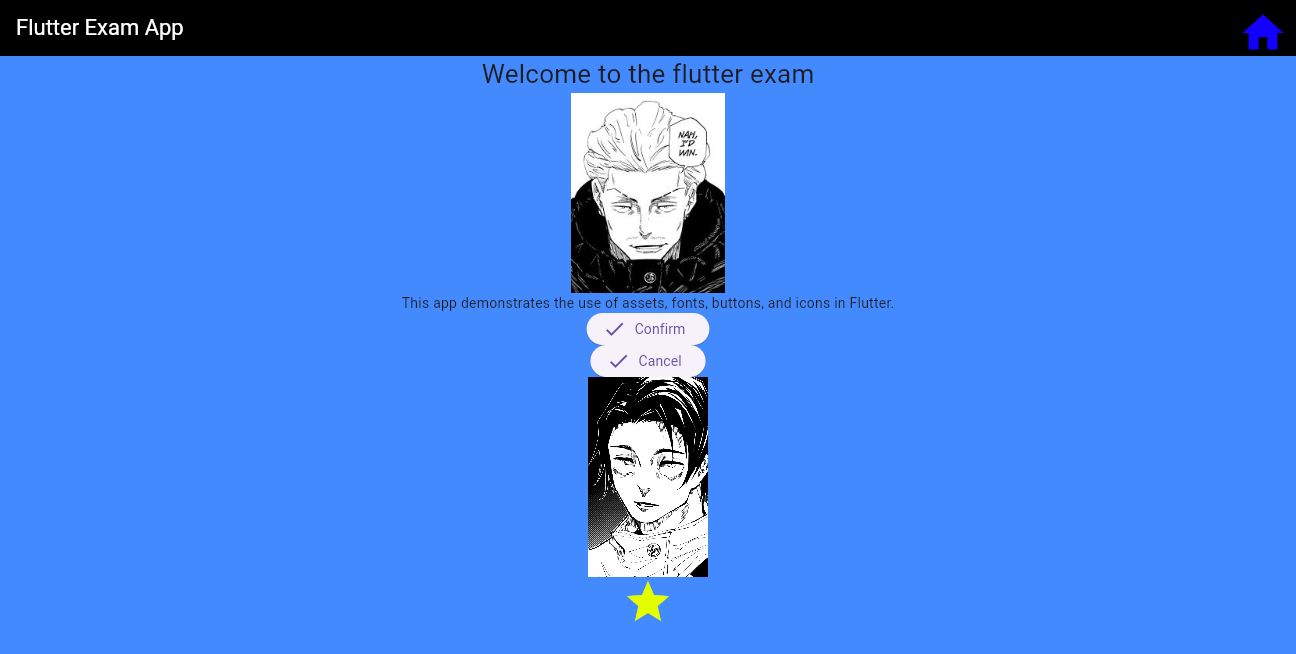 Flutter Exam App
Welcome to the flutter exam
NAH,
I'D
WIN.
This app demonstrates the use of assets, fonts, buttons, and icons in Flutter.
Confirm
Cancel